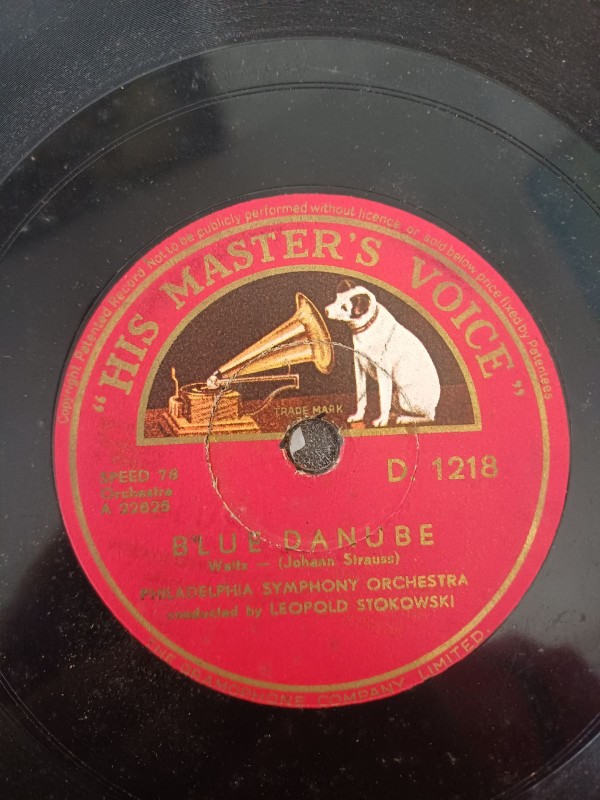 Copyright. Patented Record. Not to be publicly performed without licence, or sold below price fixed by Patentees
"HIS MASTER'S VOICE"
TRADE MARK
SPEED 78
D. 1218
Orchestra
A 92825
BLUE DANUBE
Waltz — (Johann Strauss)
PHILADELPHIA SYMPHONY ORCHESTRA
conducted by LEOPOLD STOKOWSKI
THE GRAMOPHONE COMPANY, LIMITED.